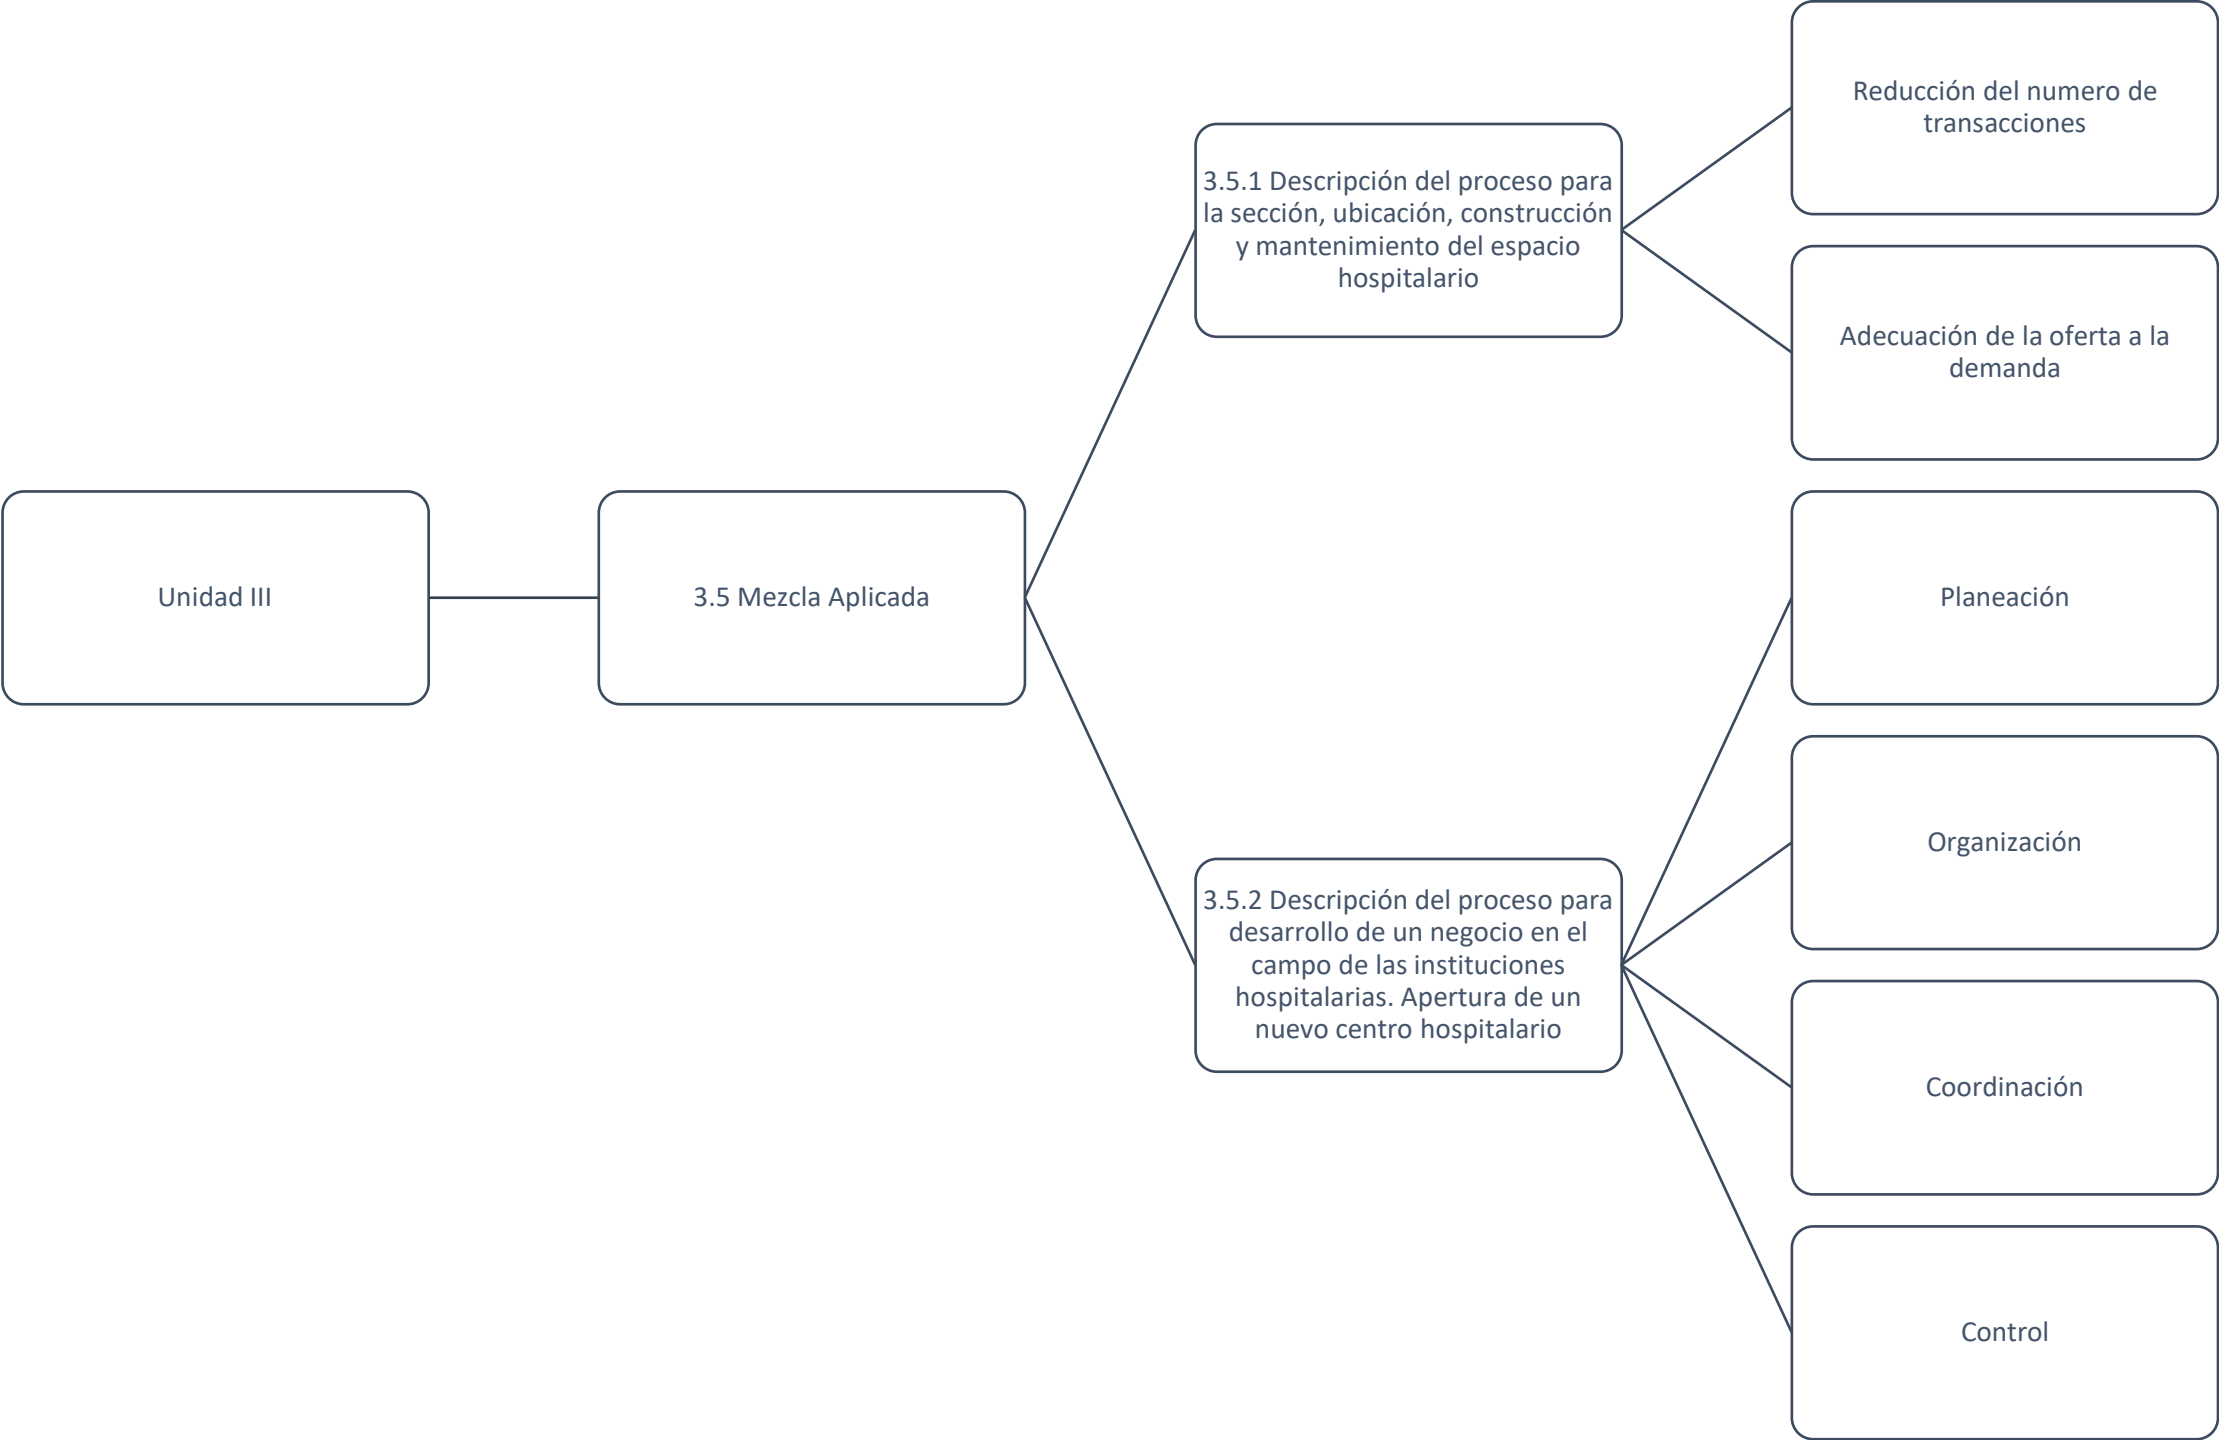 Unidad III
3.5 Mezcla Aplicada
3.5.1 Descripción del proceso para
la sección, ubicación, construcción
y mantenimiento del espacio
hospitalario
Reducción del numero de
transacciones
Adecuación de la oferta a la
demanda
3.5.2 Descripción del proceso para
desarrollo de un negocio en el
campo de las instituciones
hospitalarias. Apertura de un
nuevo centro hospitalario
Planeación
Organización
Coordinación
Control